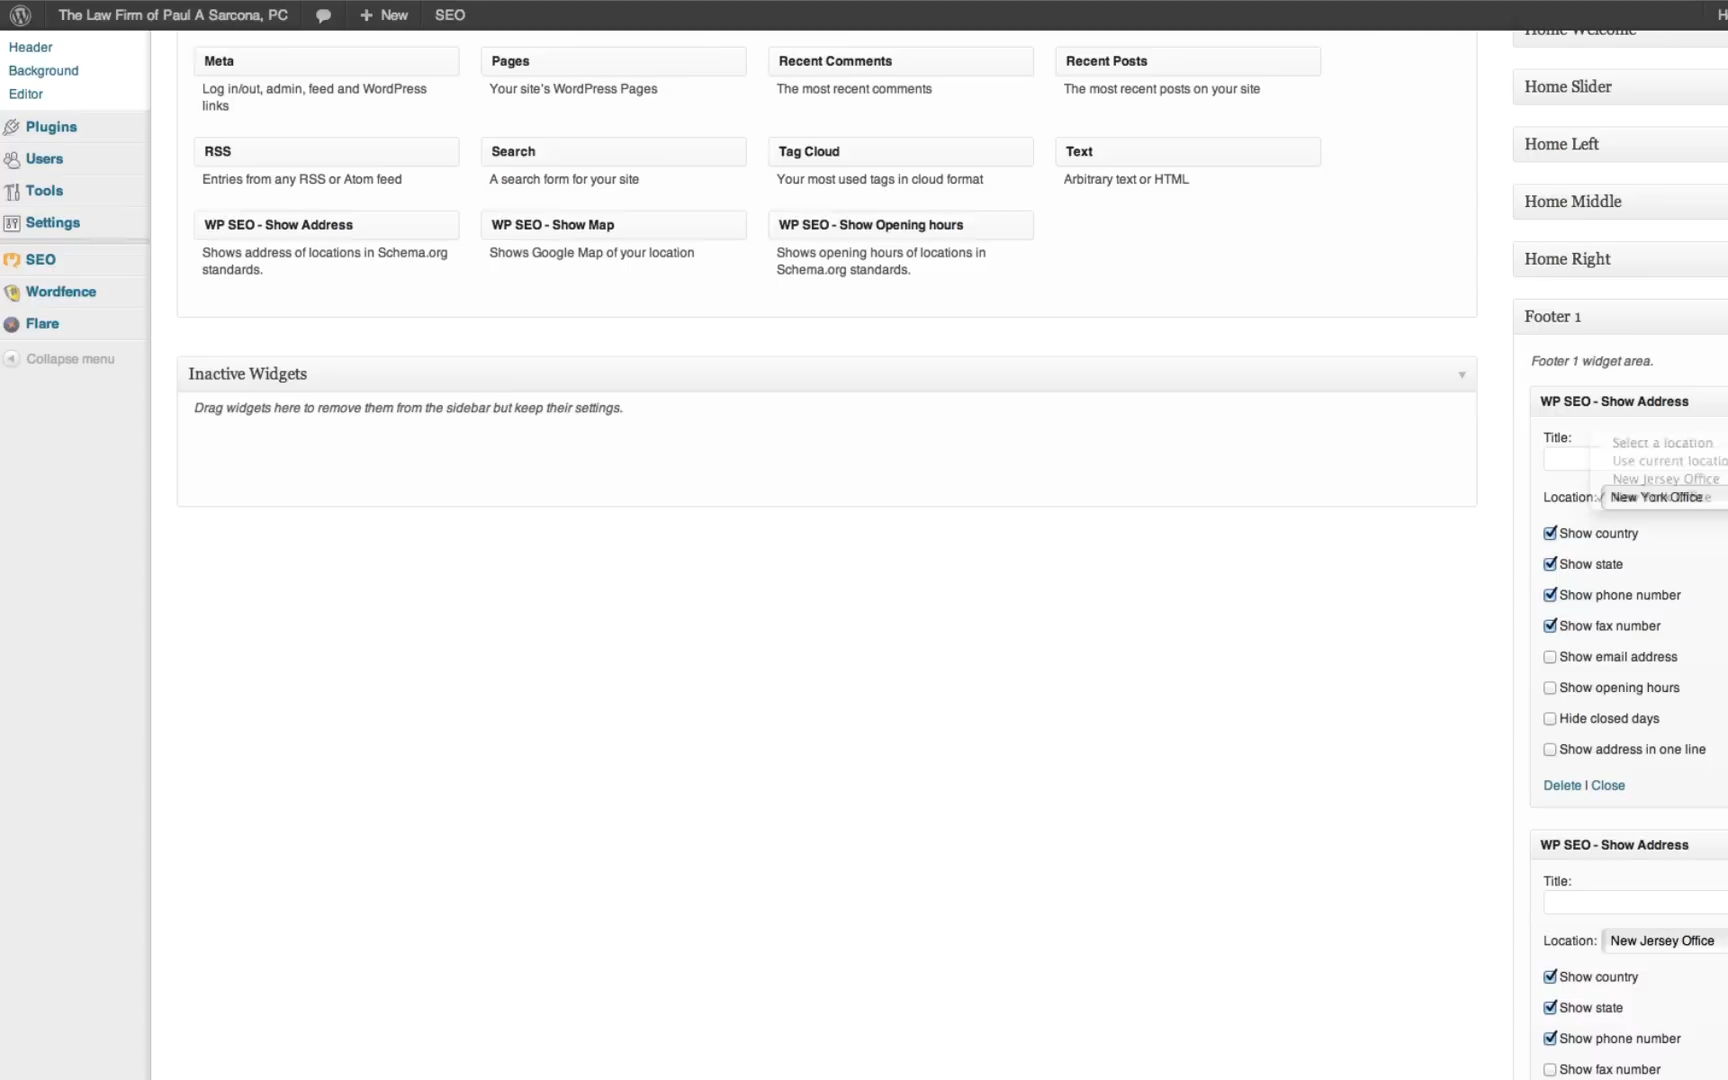 The Law Firm of Paul A Sarcona, PC
New
SEO
Header
Background
Editor
Plugins
Users
Tools
Settings
SEO
Wordfence
Flare
Collapse menu
Meta
Log in/out, admin, feed and WordPress
links
Pages
Your site's WordPress Pages
Recent Comments
The most recent comments
Recent Posts
The most recent posts on your site
RSS
Entries from any RSS or Atom feed
Search
A search form for your site
Tag Cloud
Your most used tags in cloud format
Text
Arbitrary text or HTML
WP SEO - Show Address
Shows address of locations in Schema.org
standards.
WP SEO - Show Map
Shows Google Map of your location
WP SEO - Show Opening hours
Shows opening hours of locations in
Schema.org standards.
Inactive Widgets
Drag widgets here to remove them from the sidebar but keep their settings.
Home Welcome
Home Slider
Home Left
Home Middle
Home Right
Footer 1
Footer 1 widget area.
WP SEO - Show Address
Title:
Select a location
Use current locatio
New Jersey Office
Location: New York Office
Show country
Show state
Show phone number
Show fax number
Show email address
Show opening hours
Hide closed days
Show address in one line
Delete | Close
WP SEO - Show Address
Title:
Location: New Jersey Office
Show country
Show state
Show phone number
Show fax number